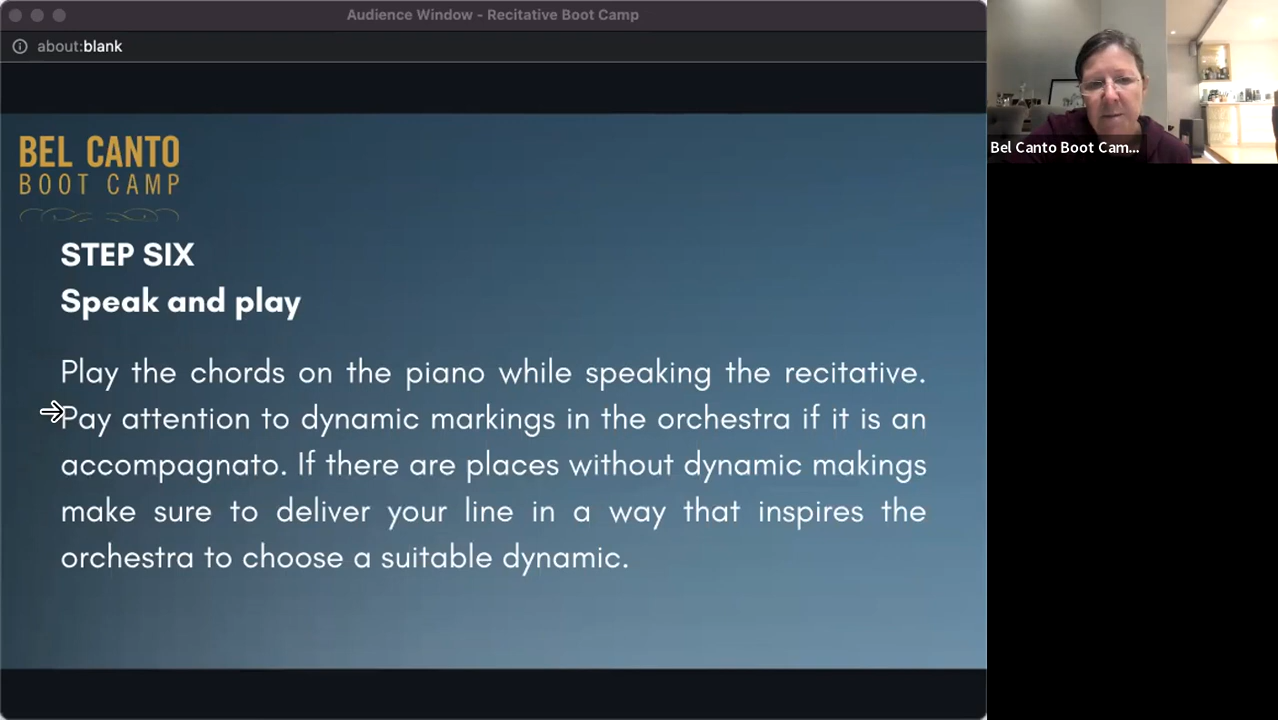 Audience Window - Recitative Boot Camp
about:blank
BEL CANTO
BOOT CAMP
STEP SIX
Speak and play
Play the chords on the piano while speaking the recitative.
Pay attention to dynamic markings in the orchestra if it is an
accompagnato. If there are places without dynamic makings
make sure to deliver your line in a way that inspires the
orchestra to choose a suitable dynamic.
Bel Canto Boot Cam...